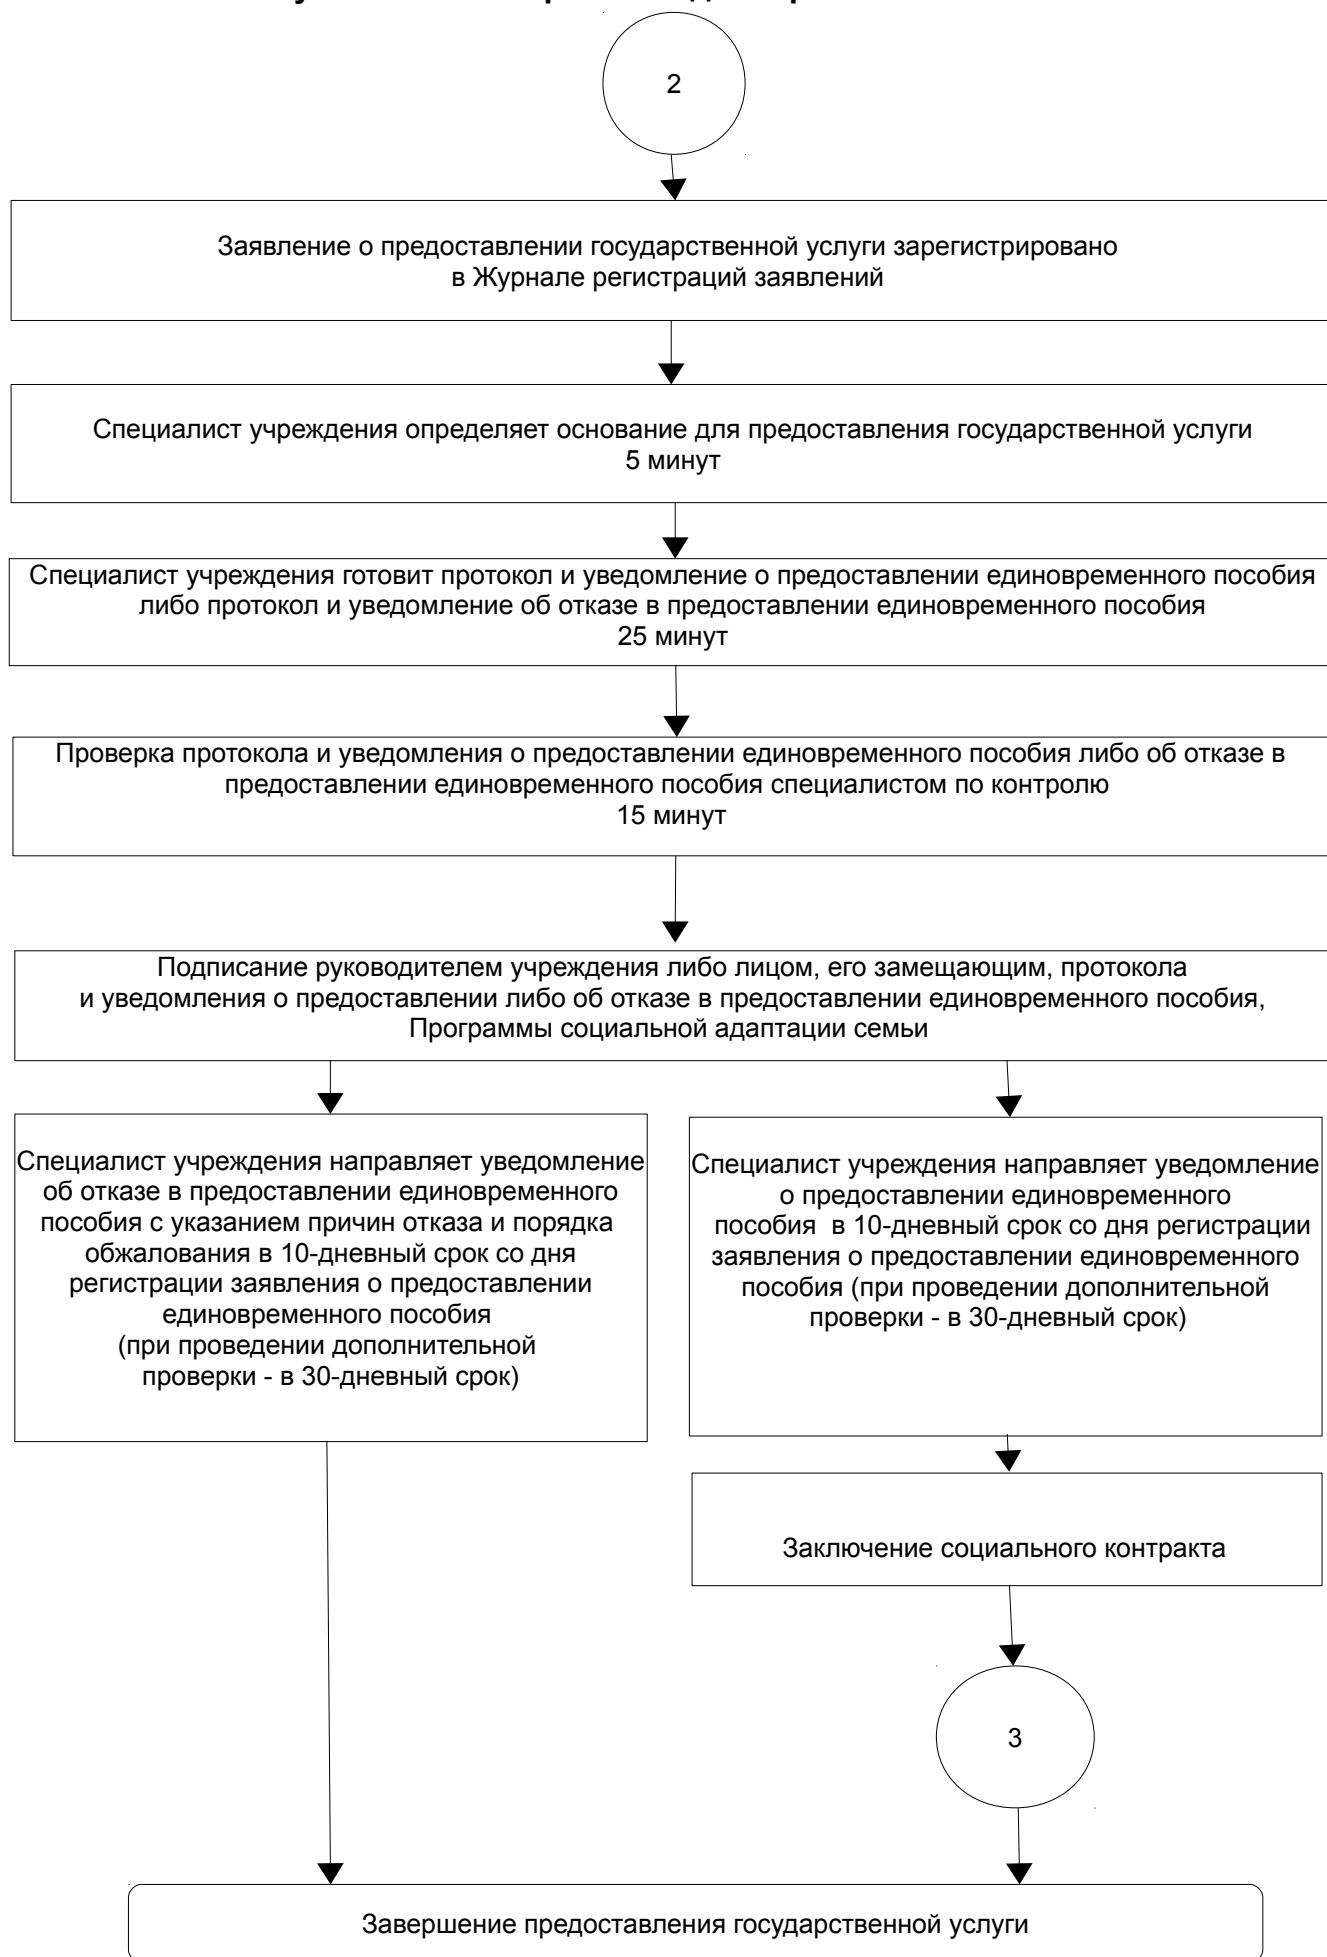 2
Заявление о предоставлении государственной услуги зарегистрировано
в Журнале регистраций заявлений
Специалист учреждения определяет основание для предоставления государственной услуги
5 минут
Специалист учреждения готовит протокол и уведомление о предоставлении единовременного пособия
либо протокол и уведомление об отказе в предоставлении единовременного пособия
25 минут
Проверка протокола и уведомления о предоставлении единовременного пособия либо об отказе в
предоставлении единовременного пособия специалистом по контролю
15 минут
Подписание руководителем учреждения либо лицом, его замещающим, протокола
и уведомления о предоставлении либо об отказе в предоставлении единовременного пособия,
Программы социальной адаптации семьи
Специалист учреждения направляет уведомление
об отказе в предоставлении единовременного
пособия с указанием причин отказа и порядка
обжалования в 10-дневный срок со дня
регистрации заявления о предоставлении
единовременного пособия
(при проведении дополнительной
проверки - в 30-дневный срок)
Специалист учреждения направляет уведомление
о предоставлении единовременного
пособия в 10-дневный срок со дня регистрации
заявления о предоставлении единовременного
пособия (при проведении дополнительной
проверки - в 30-дневный срок)
Заключение социального контракта
3
Завершение предоставления государственной услуги